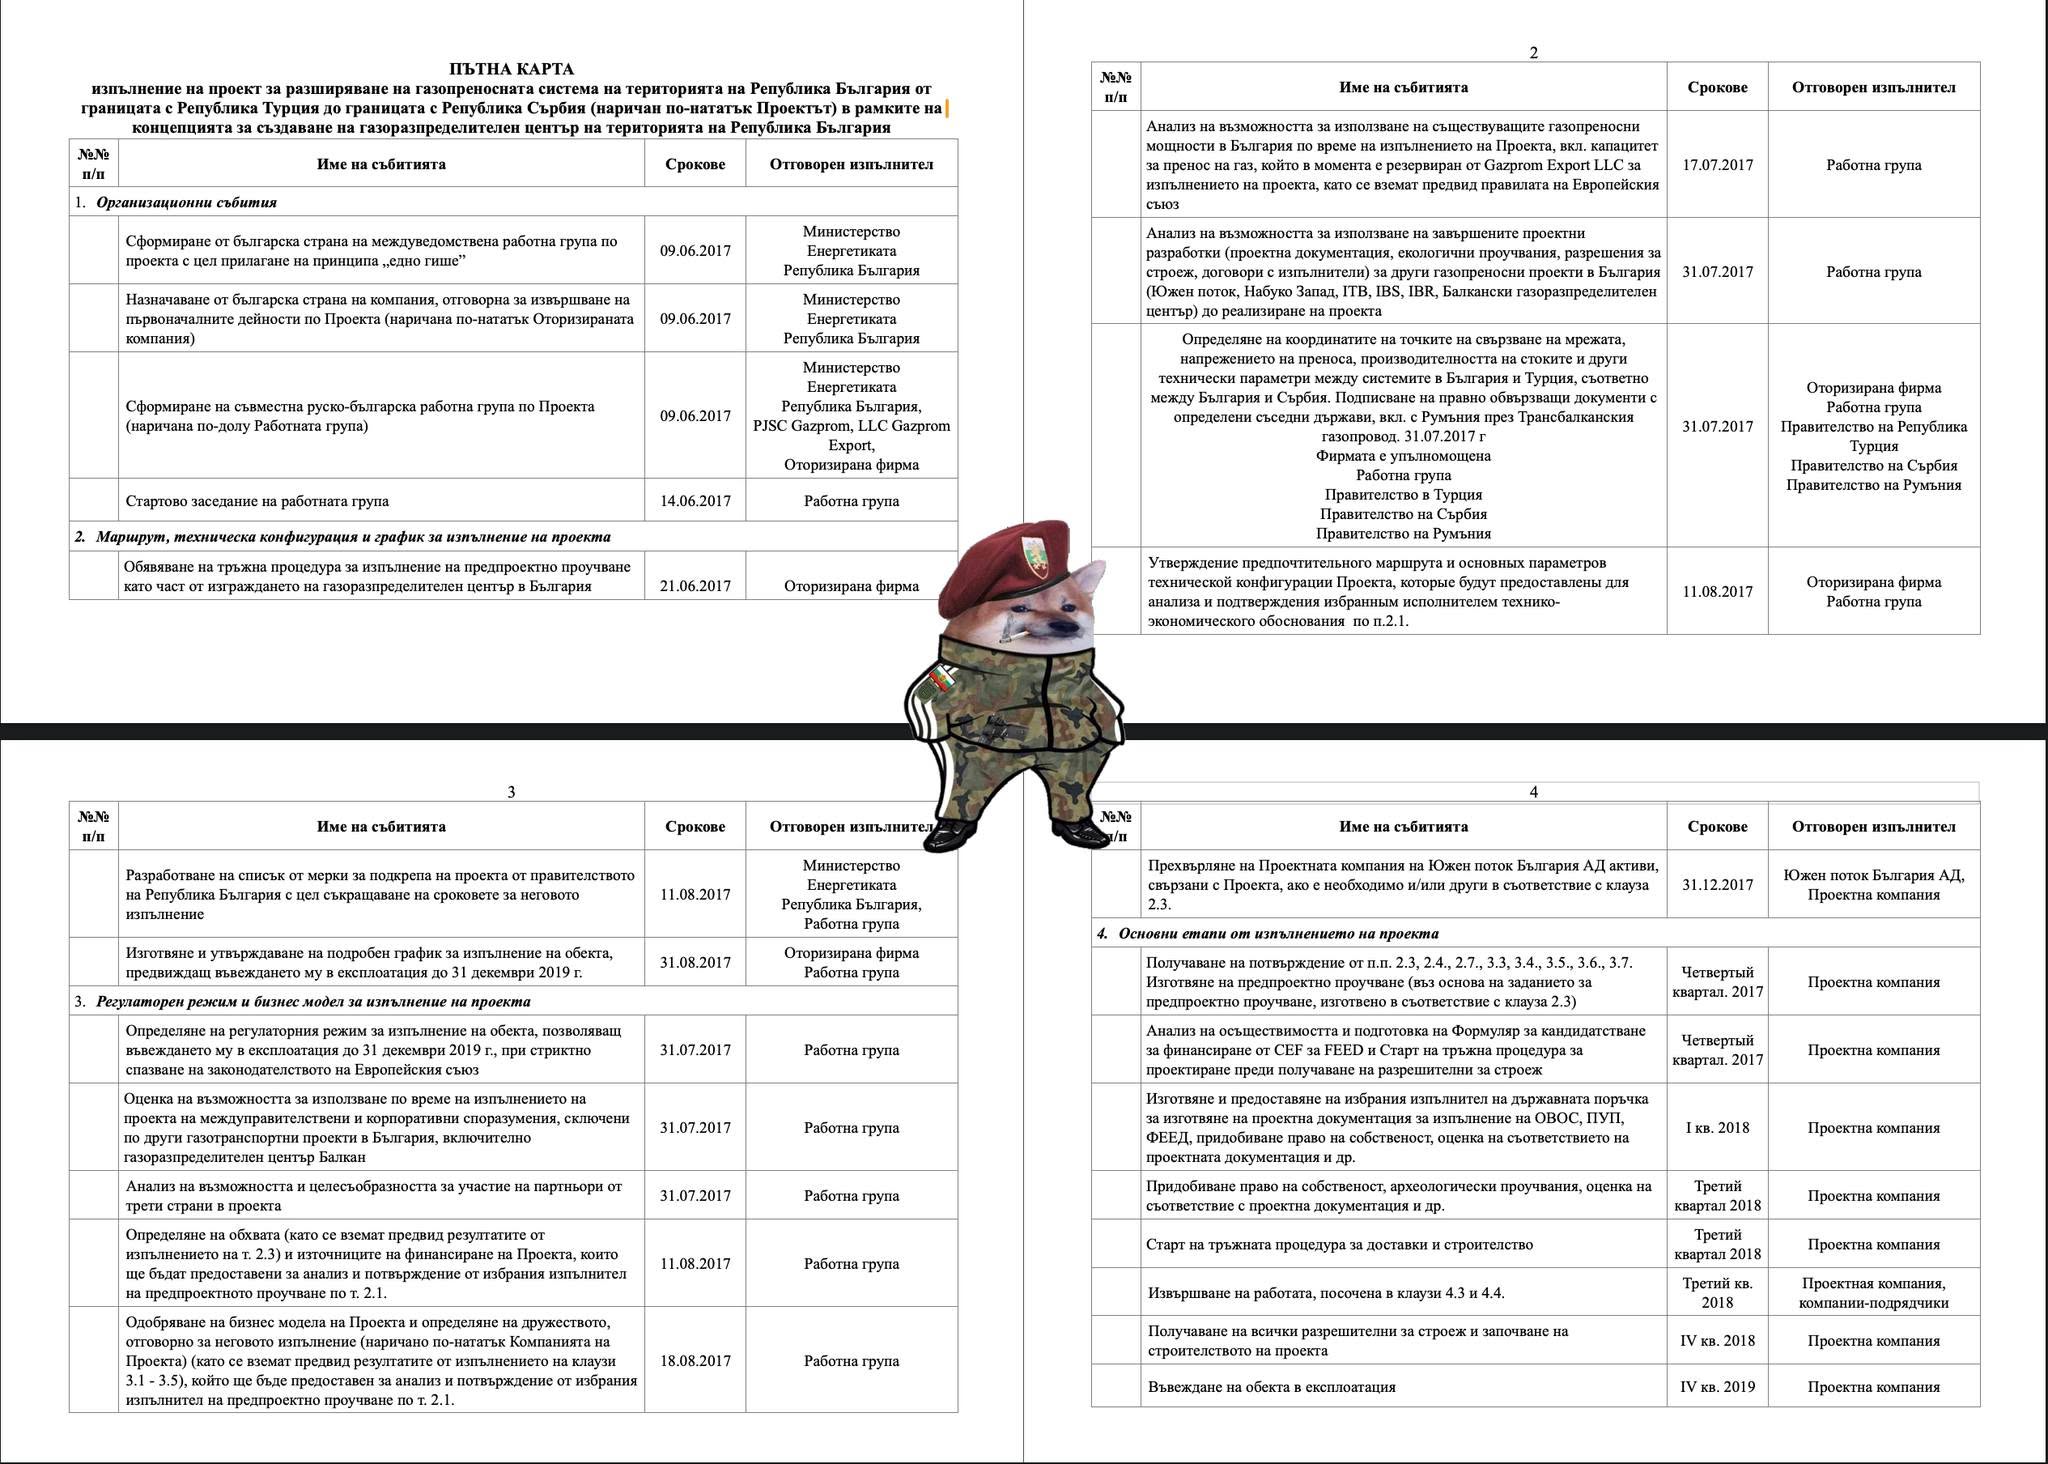 ПЪТНА КАРТА
изпълнение на проект за разширяване на газопреносната система на територията на Република България от
границата с Република Турция до границата с Република Сърбия (наричан по-нататък Проектът) в рамките на
концепцията за създаване на газоразпределителен център на територията на Република България
№№
п/п
Име на събитията
Срокове
Отговорен изпълнител
1. Организационни събития
Сформиране от българска страна на междуведомствена работна група по
проекта с цел прилагане на принципа „едно гише”
09.06.2017
Министерство
Енергетиката
Република България
Назначаване от българска страна на компания, отговорна за извършване на
първоначалните дейности по Проекта (наричана по-нататък Оторизираната
компания)
09.06.2017
Министерство
Енергетиката
Република България
Сформиране на съвместна руско-българска работна група по Проекта
(наричана по-долу Работната група)
09.06.2017
Министерство
Енергетиката
Република България,
PJSC Gazprom, LLC Gazprom
Export,
Оторизирана фирма
Стартово заседание на работната група
14.06.2017
Работна група
2. Маршрут, техническа конфигурация и график за изпълнение на проекта
Обявяване на тръжна процедура за изпълнение на предпроектно проучване
като част от изграждането на газоразпределителен център в България
21.06.2017
Оторизирана фирма
2
№№
п/п
Име на събитията
Срокове
Отговорен изпълнител
Анализ на възможността за използване на съществуващите газопреносни
мощности в България по време на изпълнението на Проекта, вкл. капацитет
за пренос на газ, който в момента е резервиран от Gazprom Export LLC за
изпълнението на проекта, като се вземат предвид правилата на Европейския
съюз
17.07.2017
Работна група
Анализ на възможността за използване на завършените проектни
разработки (проектна документация, екологични проучвания, разрешения за
строеж, договори с изпълнители) за други газопреносни проекти в България
(Южен поток, Набуко Запад, ITB, IBS, IBR, Балкански газоразпределителен
център) до реализиране на проекта
31.07.2017
Работна група
Определяне на координатите на точките на свързване на мрежата,
напрежението на преноса, производителността на стоките и други
технически параметри между системите в България и Турция, съответно
между България и Сърбия. Подписване на правно обвързващи документи с
определени съседни държави, вкл. с Румъния през Трансбалканския
газопровод. 31.07.2017 г
Фирмата е упълномощена
Работна група
Правителство в Турция
Правителство на Сърбия
Правителство на Румъния
31.07.2017
Оторизирана фирма
Работна група
Правителство на Република
Турция
Правителство на Сърбия
Правителство на Румъния
Утверждение предпочтительного маршрута и основных параметров
технической конфигурации Проекта, которые будут предоставлены для
анализа и подтверждения избранным исполнителем технико-
экономического обоснования по п.2.1.
11.08.2017
Оторизирана фирма
Работна група
3
№№
п/п
Име на събитията
Срокове
Отговорен изпълнител
Разработване на списък от мерки за подкрепа на проекта от правителството
на Република България с цел съкращаване на сроковете за неговото
изпълнение
11.08.2017
Министерство
Енергетиката
Република България,
Работна група
Изготвяне и утвърждаване на подробен график за изпълнение на обекта,
предвиждащ въвеждането му в експлоатация до 31 декември 2019 г.
31.08.2017
Оторизирана фирма
Работна група
3. Регулаторен режим и бизнес модел за изпълнение на проекта
Определяне на регулаторния режим за изпълнение на обекта, позволяващ
въвеждането му в експлоатация до 31 декември 2019 г., при стриктно
спазване на законодателството на Европейския съюз
31.07.2017
Работна група
Оценка на възможността за използване по време на изпълнението на
проекта на междуправителствени и корпоративни споразумения, сключени
по други газотранспортни проекти в България, включително
газоразпределителен център Балкан
31.07.2017
Работна група
Анализ на възможността и целесъобразността за участие на партньори от
трети страни в проекта
31.07.2017
Работна група
Определяне на обхвата (като се вземат предвид резултатите от
изпълнението на т. 2.3) и източниците на финансиране на Проекта, които
ще бъдат предоставени за анализ и потвърждение от избрания изпълнител
на предпроектното проучване по т. 2.1.
11.08.2017
Работна група
Одобряване на бизнес модела на Проекта и определяне на дружеството,
отговорно за неговото изпълнение (наричано по-нататък Компанията на
Проекта) (като се вземат предвид резултатите от изпълнението на клаузи
3.1 - 3.5), който ще бъде предоставен за анализ и потвърждение от избрания
изпълнител на предпроектно проучване по т. 2.1.
18.08.2017
Работна група
4
№№
п/п
Име на събитията
Срокове
Отговорен изпълнител
Прехвърляне на Проектната компания на Южен поток България АД активи,
свързани с Проекта, ако е необходимо и/или други в съответствие с клауза
2.3.
31.12.2017
Южен поток България АД,
Проектна компания
4. Основни етапи от изпълнението на проекта
Получаване на потвърждение от п.п. 2.3, 2.4., 2.7., 3.3, 3.4., 3.5., 3.6., 3.7.
Изготвяне на предпроектно проучване (въз основа на заданието за
предпроектно проучване, изготвено в съответствие с клауза 2.3)
Четвертый
квартал. 2017
Проектна компания
Анализ на осъществимостта и подготовка на Формуляр за кандидатстване
за финансиране от CEF за FEED и Старт на тръжна процедура за
проектиране преди получаване на разрешителни за строеж
Четвертый
квартал. 2017
Проектна компания
Изготвяне и предоставяне на избрания изпълнител на държавната поръчка
за изготвяне на проектна документация за изпълнение на ОВОС, ПУП,
ФЕЕД, придобиване право на собственост, оценка на съответствието на
проектната документация и др.
I кв. 2018
Проектна компания
Придобиване право на собственост, археологически проучвания, оценка на
съответствие с проектна документация и др.
Третий
квартал 2018
Проектна компания
Старт на тръжната процедура за доставки и строителство
Третий
квартал 2018
Проектна компания
Извършване на работата, посочена в клаузи 4.3 и 4.4.
Третий кв.
2018
Проектная компания,
компании-подрядчики
Получаване на всички разрешителни за строеж и започване на
строителството на проекта
IV кв. 2018
Проектна компания
Въвеждане на обекта в експлоатация
IV кв. 2019
Проектна компания